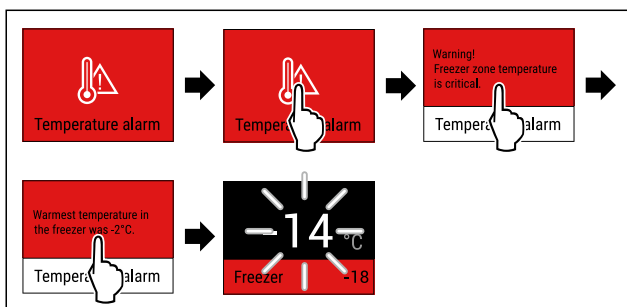 Temperature alarm
Temper alarm
Warning!
Freezer zone temperature
is critical.
Tempera alarm
Warmest temperature in
the freezer was -2°C.
Tempera alarm
-14 °C
Freezer -18